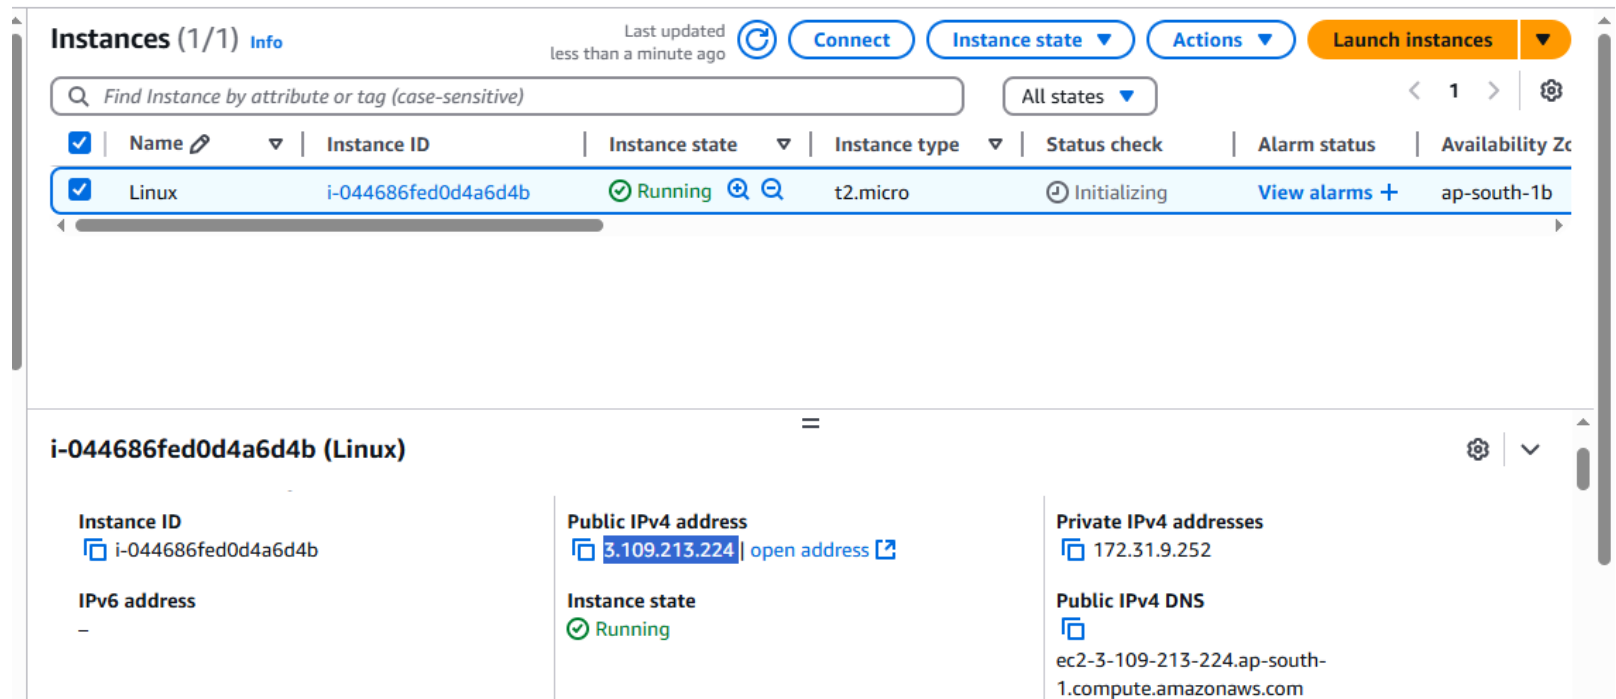 Instances (1/1) Info
Last updated
less than a minute ago
Connect
Instance state
Actions
Launch instances
Find Instance by attribute or tag (case-sensitive)
All states
1
Name Instance ID Instance state Instance type Status check Alarm status Availability Zo
Linux i-044686fed0d4a6d4b Running t2.micro Initializing View alarms + ap-south-1b
i-044686fed0d4a6d4b (Linux)
Instance ID
i-044686fed0d4a6d4b
Public IPv4 address
3.109.213.224 | open address
Private IPv4 addresses
172.31.9.252
IPv6 address
–
Instance state
Running
Public IPv4 DNS
ec2-3-109-213-224.ap-south-
1.compute.amazonaws.com